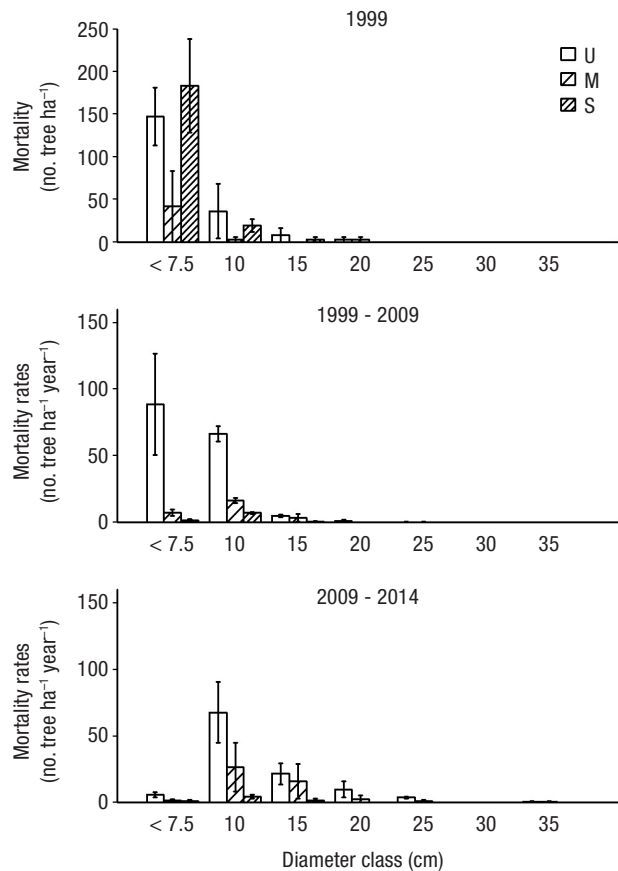 1999
250
200
150
100
50
0
Mortality
(no. tree ha⁻¹)
U
M
S
< 7.5 10 15 20 25 30 35
1999 - 2009
150
100
50
0
Mortality rates
(no. tree ha⁻¹ year⁻¹)
< 7.5 10 15 20 25 30 35
2009 - 2014
150
100
50
0
Mortality rates
(no. tree ha⁻¹ year⁻¹)
< 7.5 10 15 20 25 30 35
Diameter class (cm)